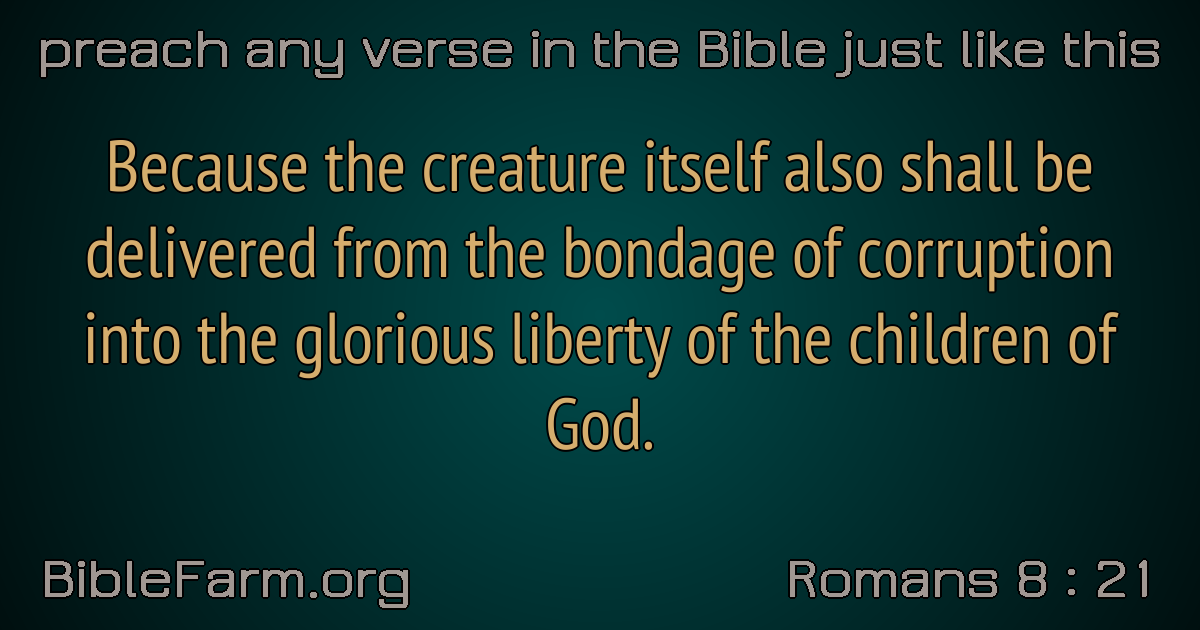 preach any verse in the Bible just like this
Because the creature itself also shall be
delivered from the bondage of corruption
into the glorious liberty of the children of
God.
BibleFarm.org
Romans 8 : 21